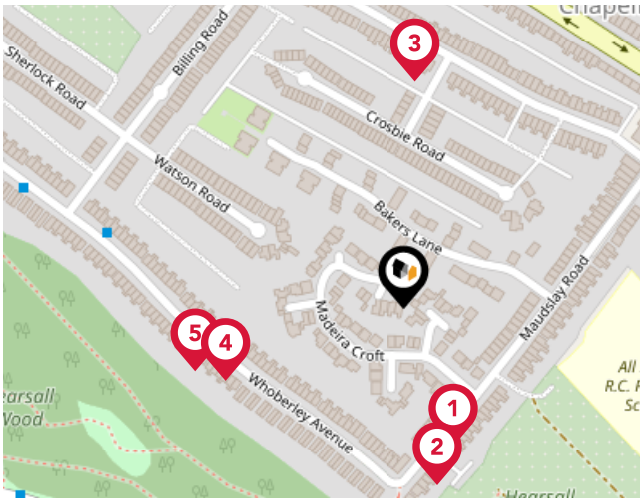 Chapel
3
Billing Road
Sherlock Road
Crosbie Road
Watson Road
Bakers Lane
Maudslay Road
Madeira Croft
5
4
All
R.C. P
Sc
Whoberley Avenue
earsall
Wood
1
2
Hearsall